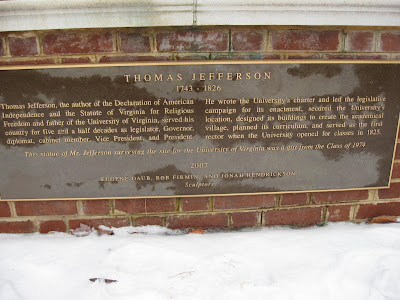 THOMAS JEFFERSON
1743 - 1826
Thomas Jefferson, the author of the Declaration of American
Independence and the Statute of Virginia for Religious
Freedom and father of the University of Virginia, served his
country for five and a half decades as legislator, Governor,
diplomat, cabinet member, Vice President, and President.
He wrote the University's charter and led the legislative
campaign for its enactment, secured the University's
location, designed its buildings to create the academical
village, planned its curriculum, and served as the first
rector when the University opened for classes in 1825.
This statue of Mr. Jefferson surveying the site for the University of Virginia was a gift from the Class of 1974
2007
EUGENE DAUB, ROB FIRMIN, AND JONAH HENDRICKSON
Sculptors